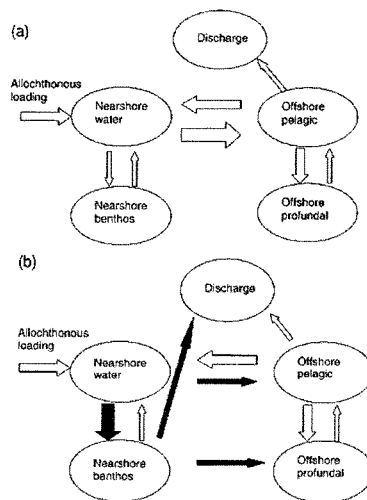 (a)
Discharge
Allochthonous
loading
Nearshore
water
Offshore
pelagic
Nearshore
benthos
Offshore
profundal
(b)
Discharge
Allochthonous
loading
Nearshore
water
Offshore
pelagic
Nearshore
benthos
Offshore
profundal